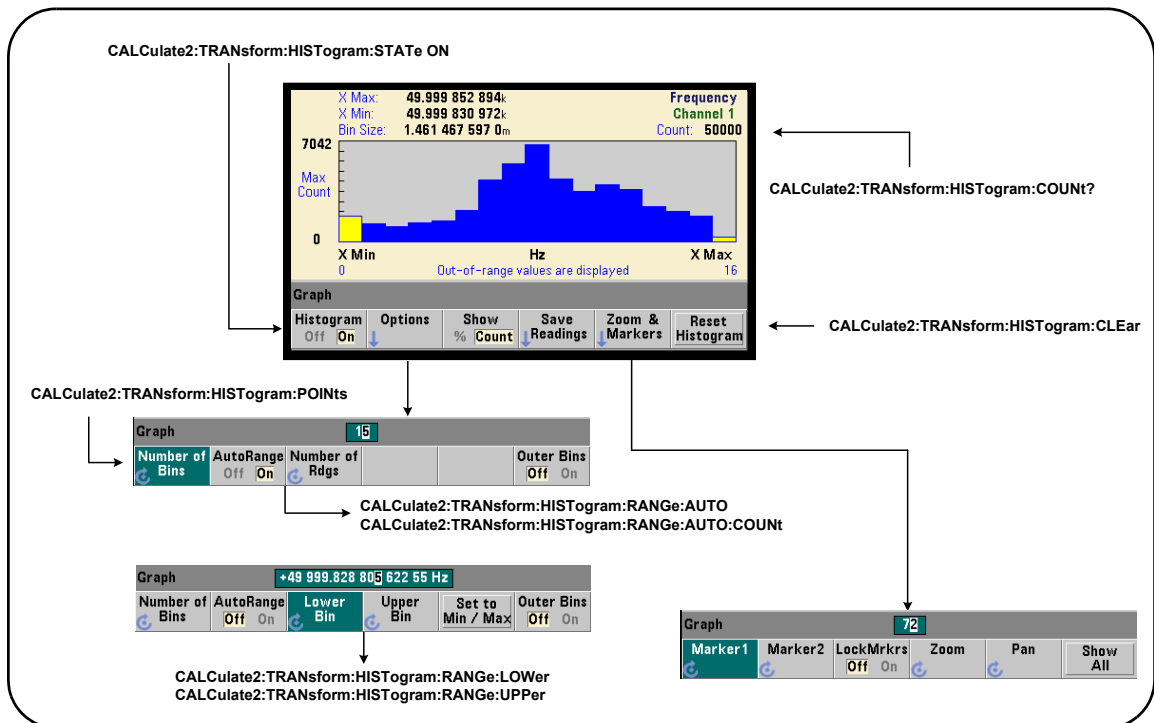 CALCulate2:TRANsform:HISTogram:STATe ON
X Max: 49.999 852 894k
Frequency
X Min: 49.999 830 972k
Channel 1
Bin Size: 1.461 467 597 0m
Count: 50000
7042
Max
Count
0
X Min
Hz
X Max
0
Out-of-range values are displayed
16
CALCulate2:TRANsform:HISTogram:COUNt?
Graph
Histogram
Off On
Options
Show
% Count
Save
Readings
Zoom &
Markers
Reset
Histogram
CALCulate2:TRANsform:HISTogram:CLEar
CALCulate2:TRANsform:HISTogram:POINts
Graph
15
Number of
Bins
AutoRange
Off On
Number of
Rdgs
Outer Bins
Off On
CALCulate2:TRANsform:HISTogram:RANGe:AUTO
CALCulate2:TRANsform:HISTogram:RANGe:AUTO:COUNt
Graph
+49 999.828 805 622 55 Hz
Number of
Bins
AutoRange
Off On
Lower
Bin
Upper
Bin
Set to
Min / Max
Outer Bins
Off On
CALCulate2:TRANsform:HISTogram:RANGe:LOWer
CALCulate2:TRANsform:HISTogram:RANGe:UPPer
Graph
72
Marker1
Marker2
LockMrkrs
Off On
Zoom
Pan
Show
All